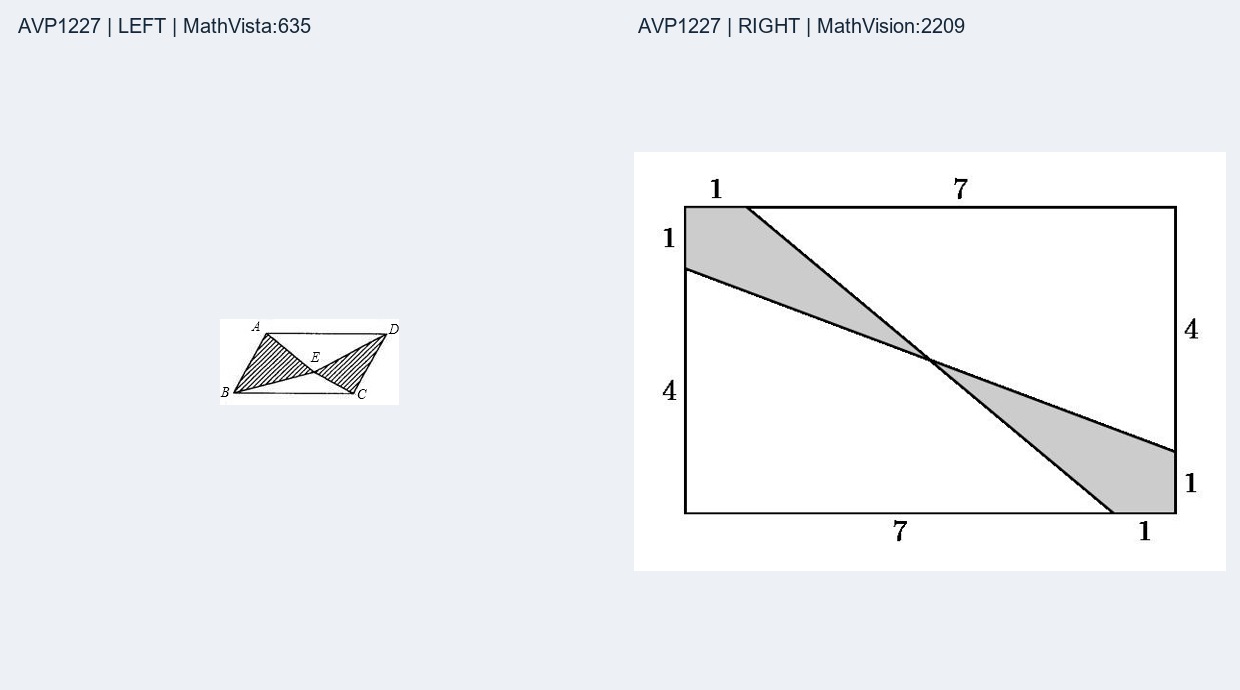 AVP1227 | LEFT | MathVista:635
A
D
E
B
C
AVP1227 | RIGHT | MathVision:2209
1 7
1
4
4
1
7 1